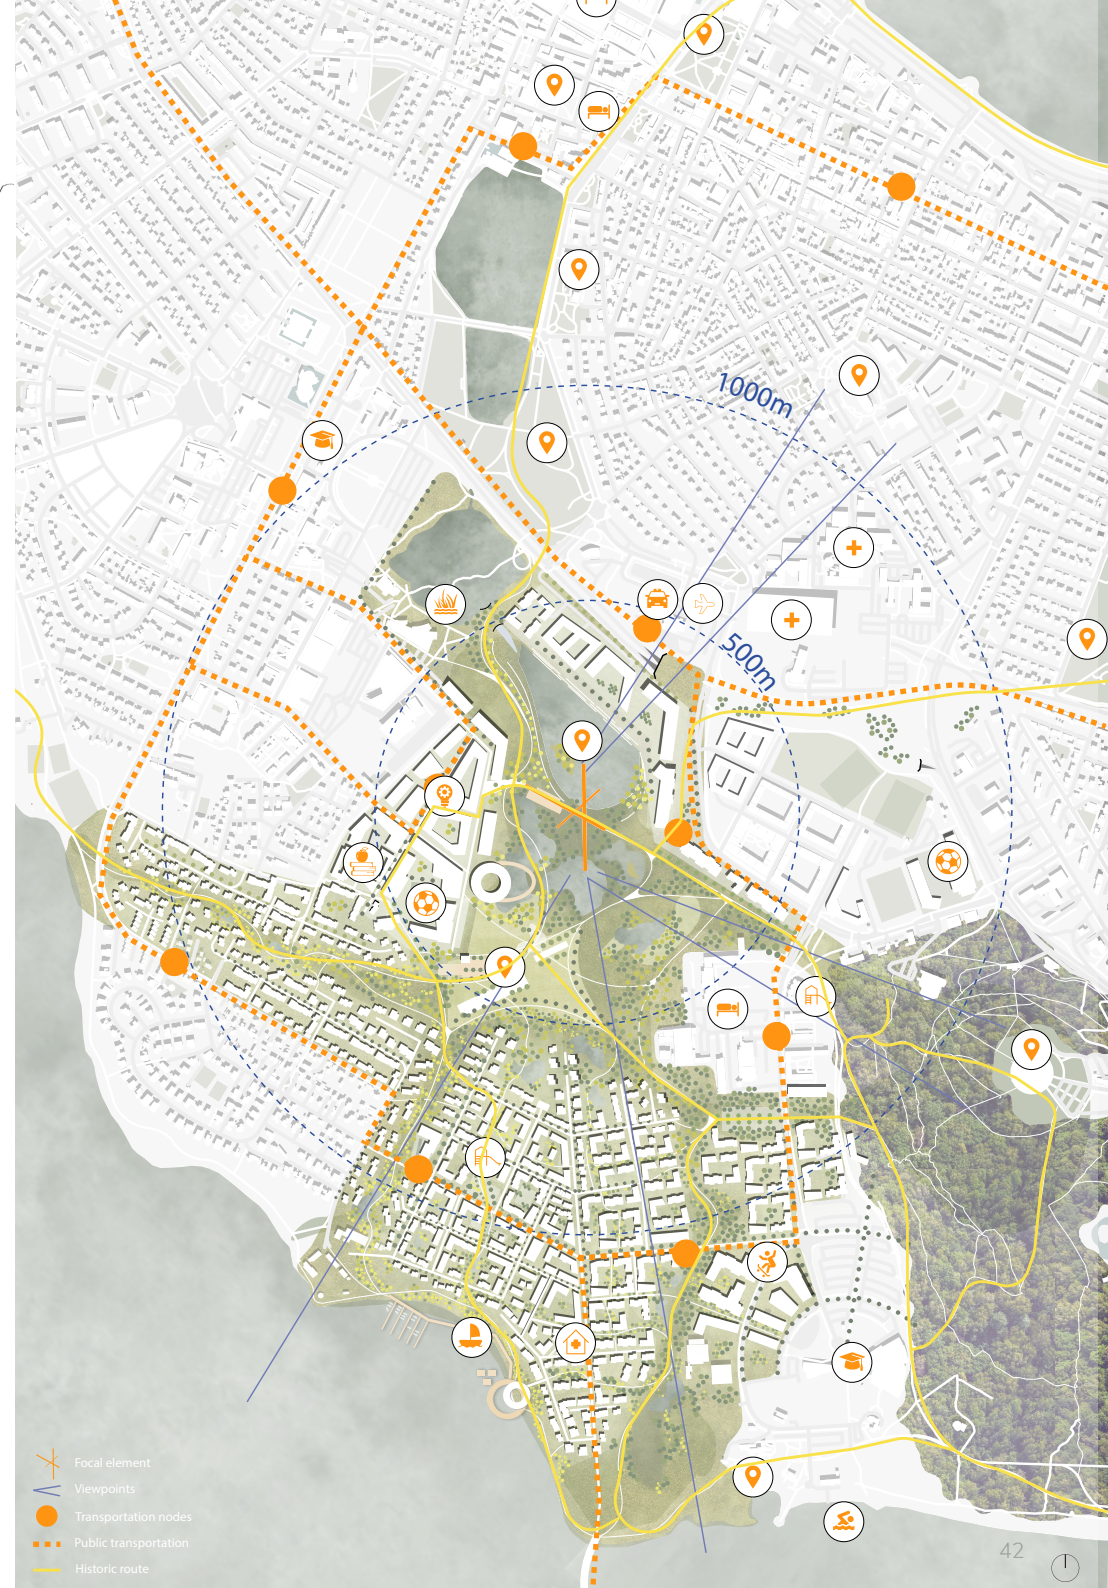 1000m
500m
Focal element
Viewpoints
Transportation nodes
Public transportation
Historic route
42